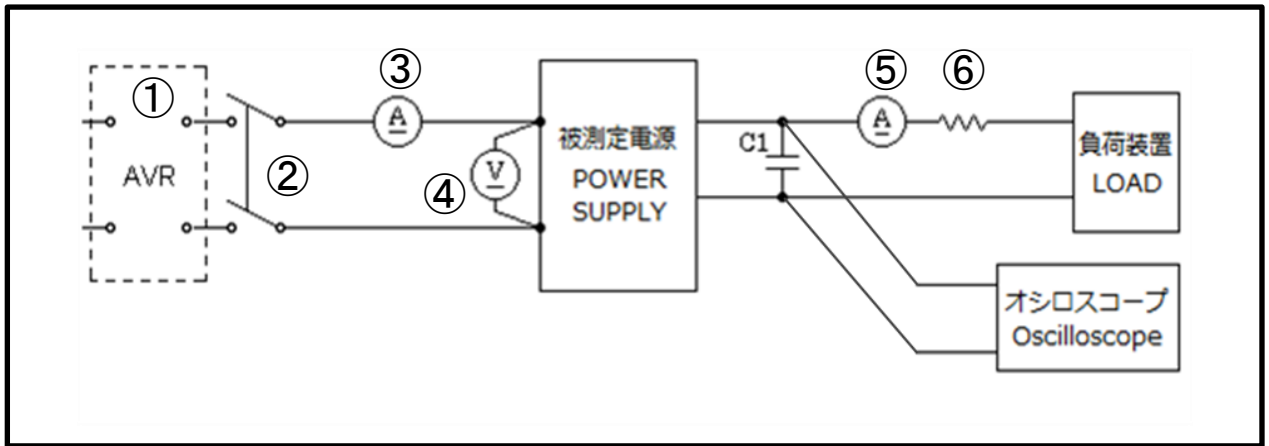 ①
AVR
②
③
A
④
V
被測定電源
POWER
SUPPLY
C1
⑤
A
⑥
負荷装置
LOAD
オシロスコープ
Oscilloscope